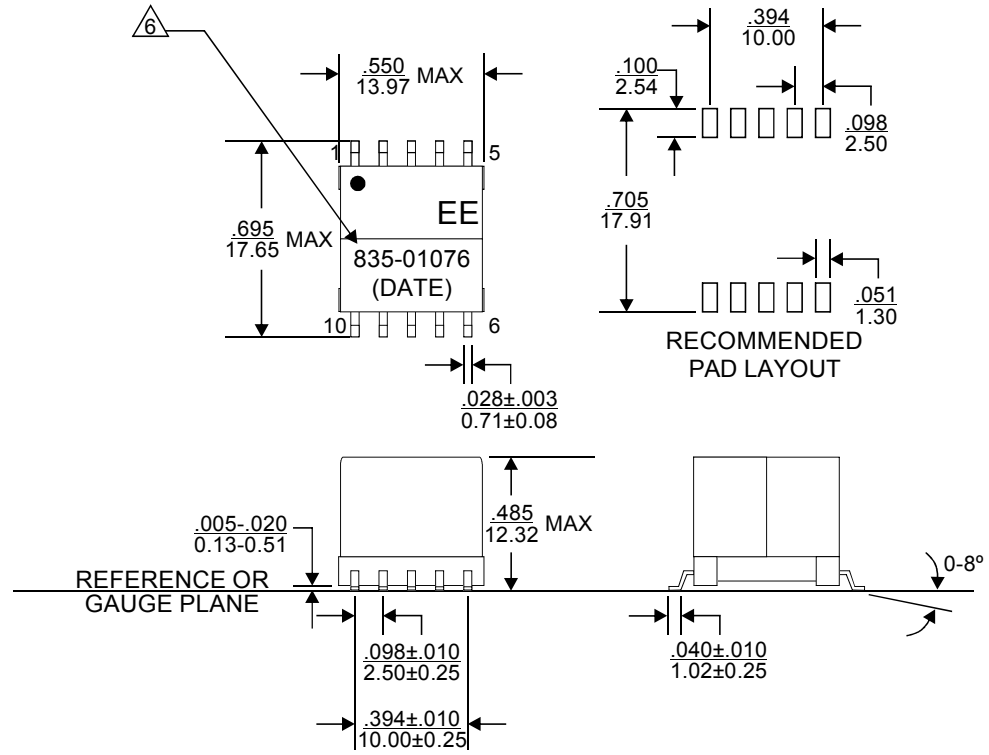 6
.550
13.97 MAX
.394
10.00
.100
2.54
.098
2.50
1
5
EE
.695
17.65 MAX
835-01076
(DATE)
.705
17.91
.051
1.30
10
6
RECOMMENDED
PAD LAYOUT
.028±.003
0.71±0.08
.005-.020
0.13-0.51
.485
12.32 MAX
REFERENCE OR
GAUGE PLANE
0-8º
.098±.010
2.50±0.25
.040±.010
1.02±0.25
.394±.010
10.00±0.25